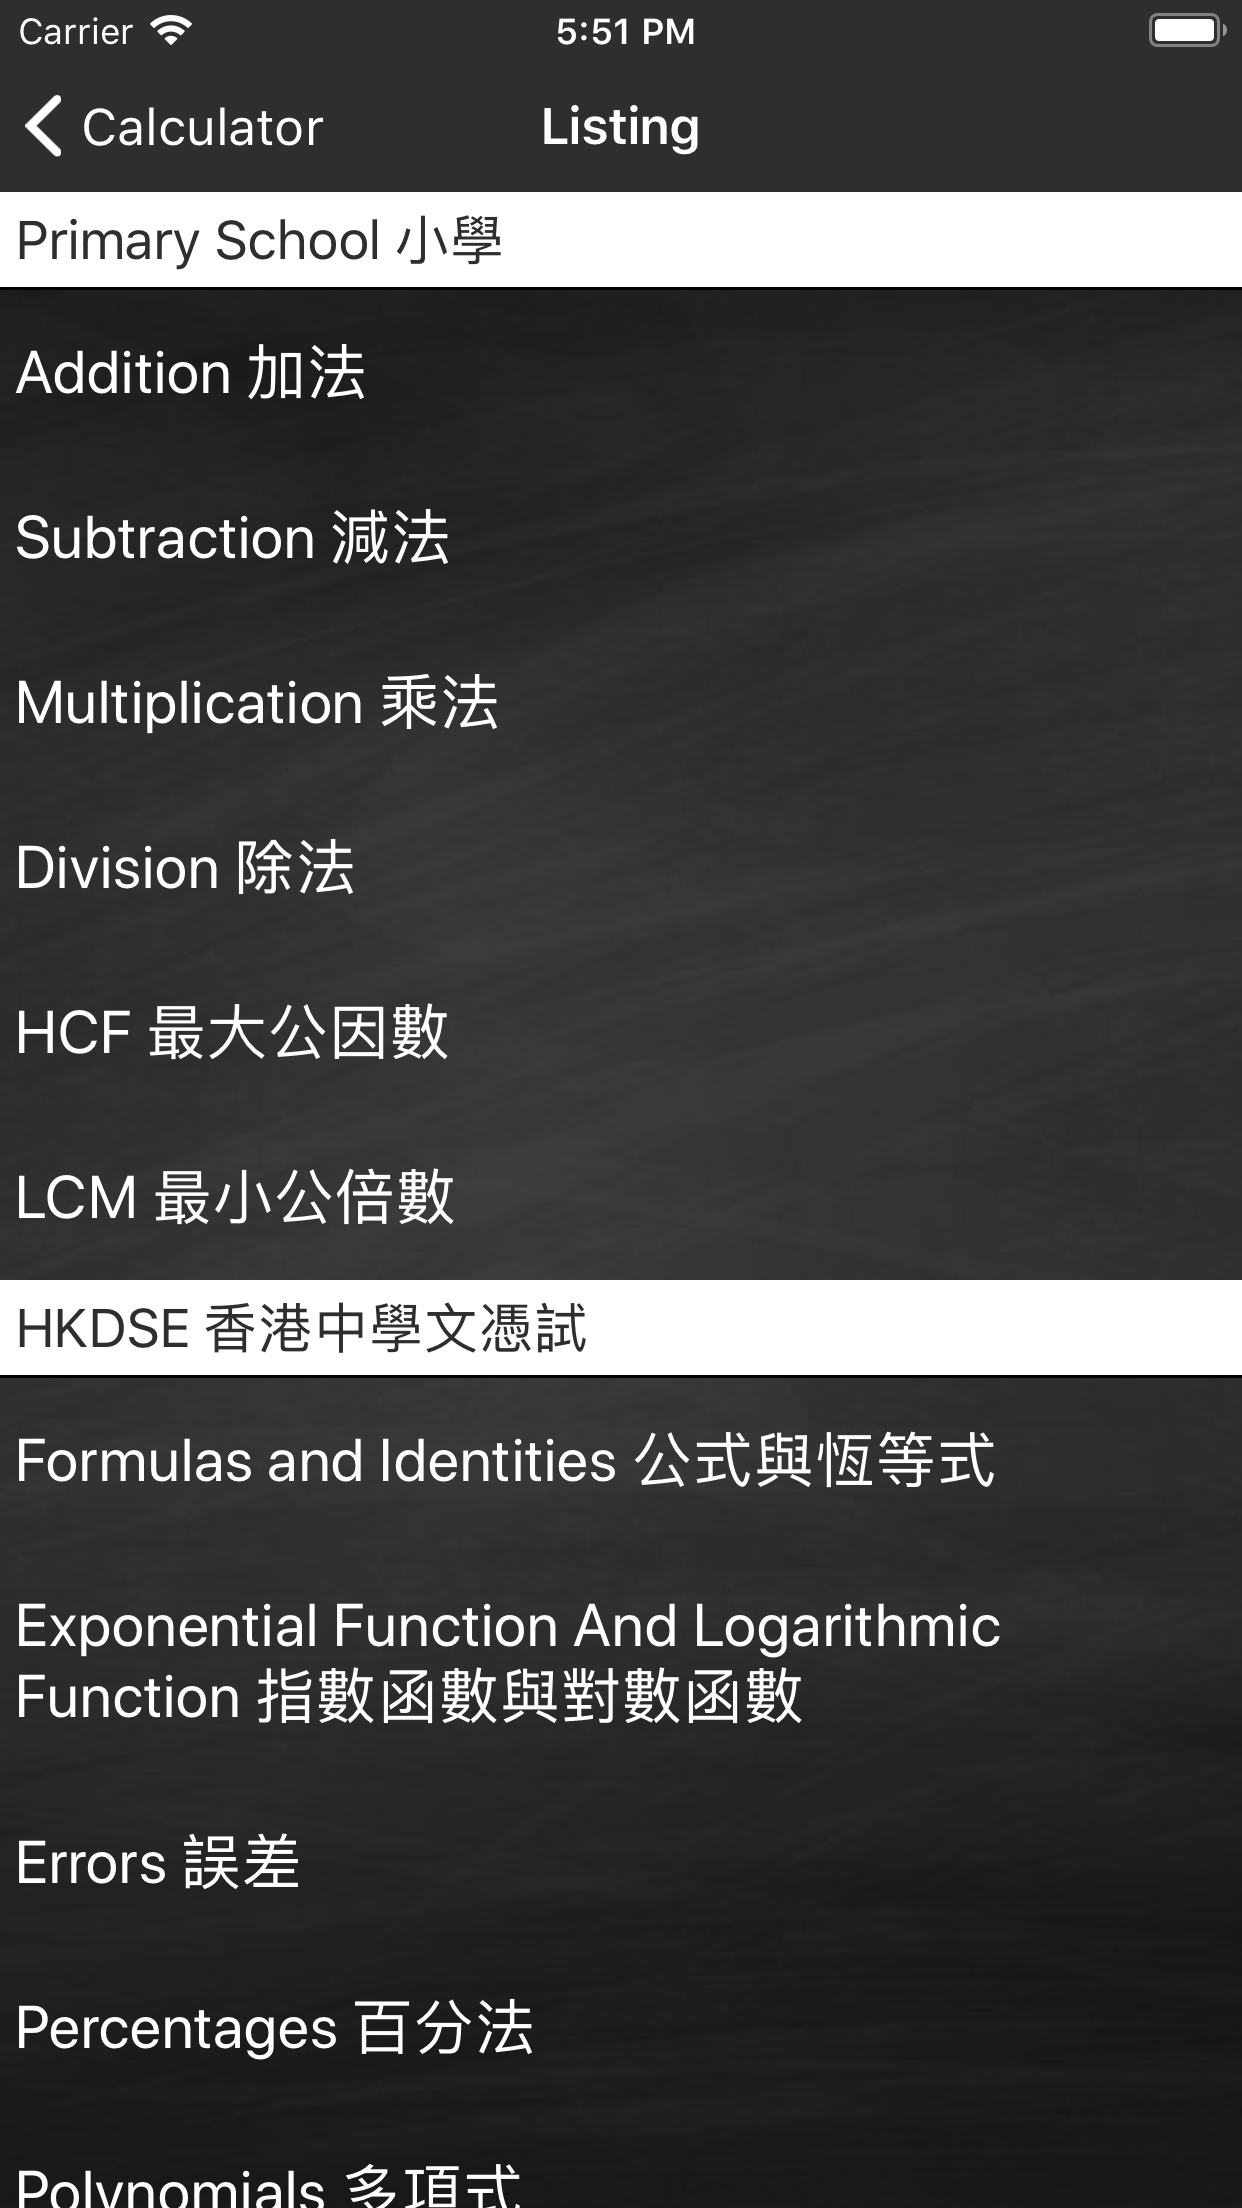 Carrier 5:51 PM
Calculator Listing
Primary School 小學
Addition 加法
Subtraction 減法
Multiplication 乘法
Division 除法
HCF 最大公因數
LCM 最小公倍數
HKDSE 香港中學文憑試
Formulas and Identities 公式與恆等式
Exponential Function And Logarithmic
Function 指數函數與對數函數
Errors 誤差
Percentages 百分法
Polynomials 多項式